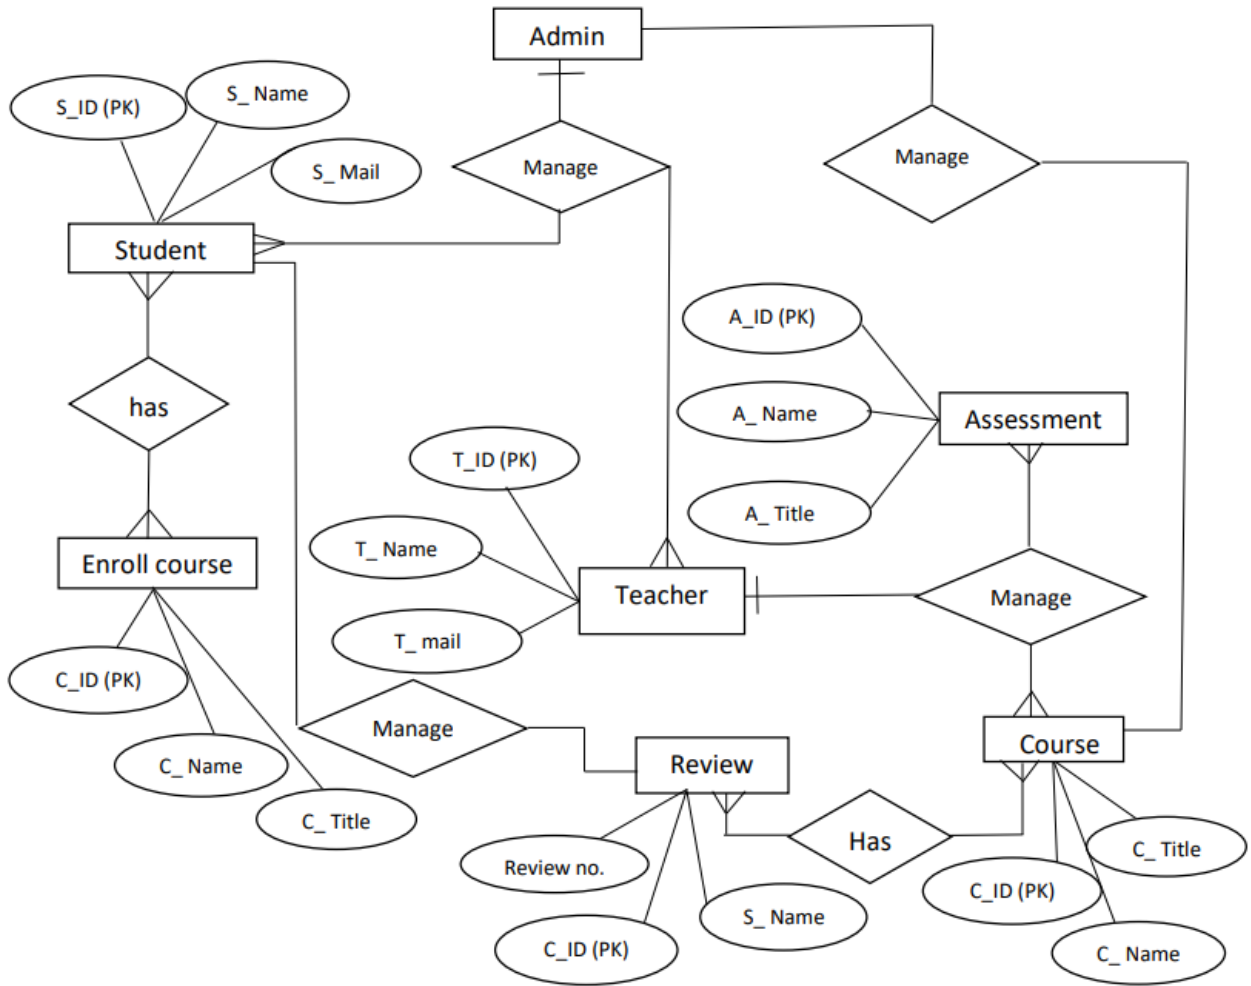 Admin
S_ID (PK)
S_ Name
S_ Mail
Manage
Manage
Student
A_ID (PK)
has
A_ Name
Assessment
T_ID (PK)
A_ Title
T_ Name
Enroll course
Teacher
Manage
T_ mail
C_ID (PK)
Manage
Course
C_ Name
Review
C_ Title
Has
C_ Title
Review no.
C_ID (PK)
S_ Name
C_ID (PK)
C_ Name